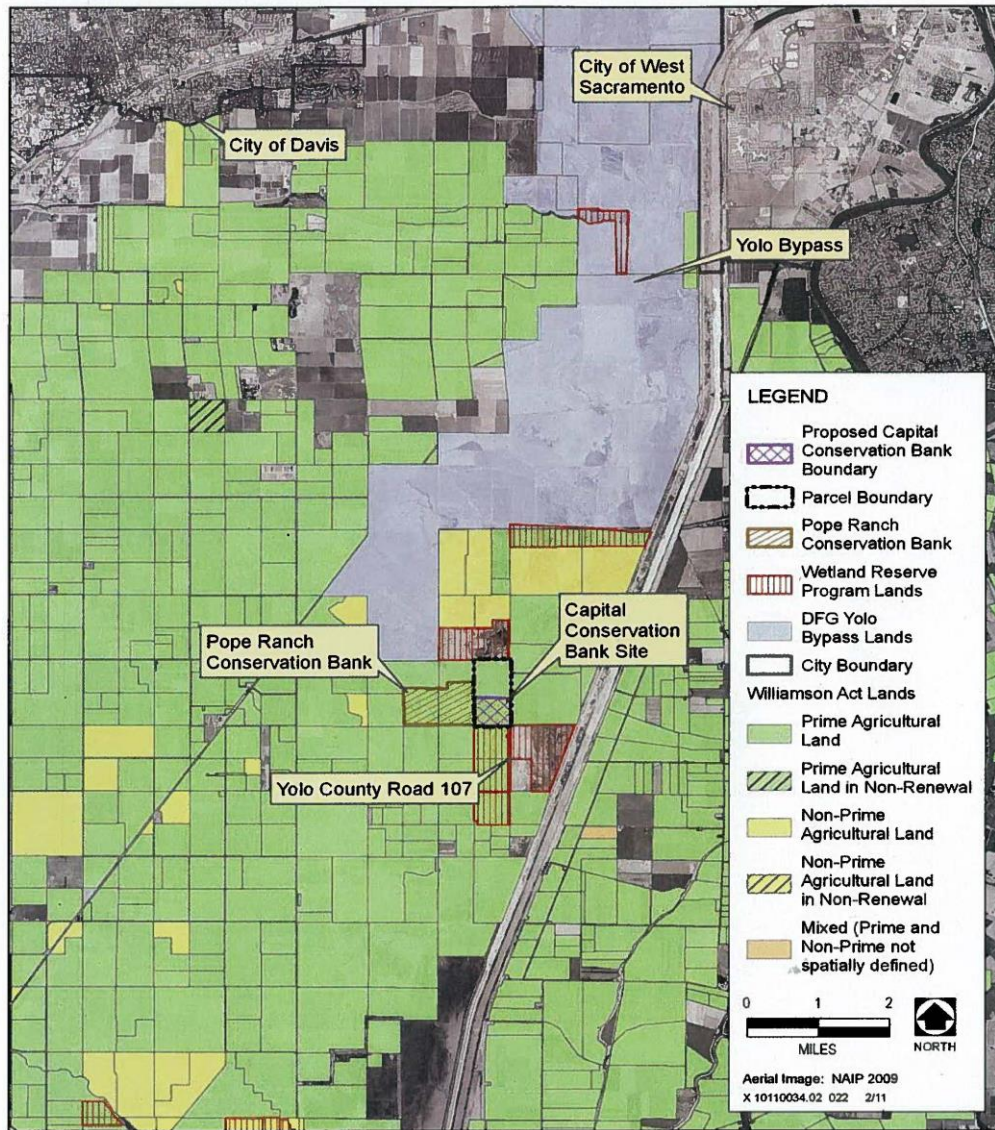 City of West
Sacramento
City of Davis
Yolo Bypass
Capital
Conservation
Bank Site
Pope Ranch
Conservation Bank
Yolo County Road 107
LEGEND
Proposed Capital
Conservation Bank
Boundary
Parcel Boundary
Pope Ranch
Conservation Bank
Wetland Reserve
Program Lands
DFG Yolo
Bypass Lands
City Boundary
Williamson Act Lands
Prime Agricultural
Land
Prime Agricultural
Land in Non-Renewal
Non-Prime
Agricultural Land
Non-Prime
Agricultural Land
in Non-Renewal
Mixed (Prime and
Non-Prime not
spatially defined)
0 1 2
MILES
NORTH
Aerial Image: NAIP 2009
X 10110034.02 022 2/11